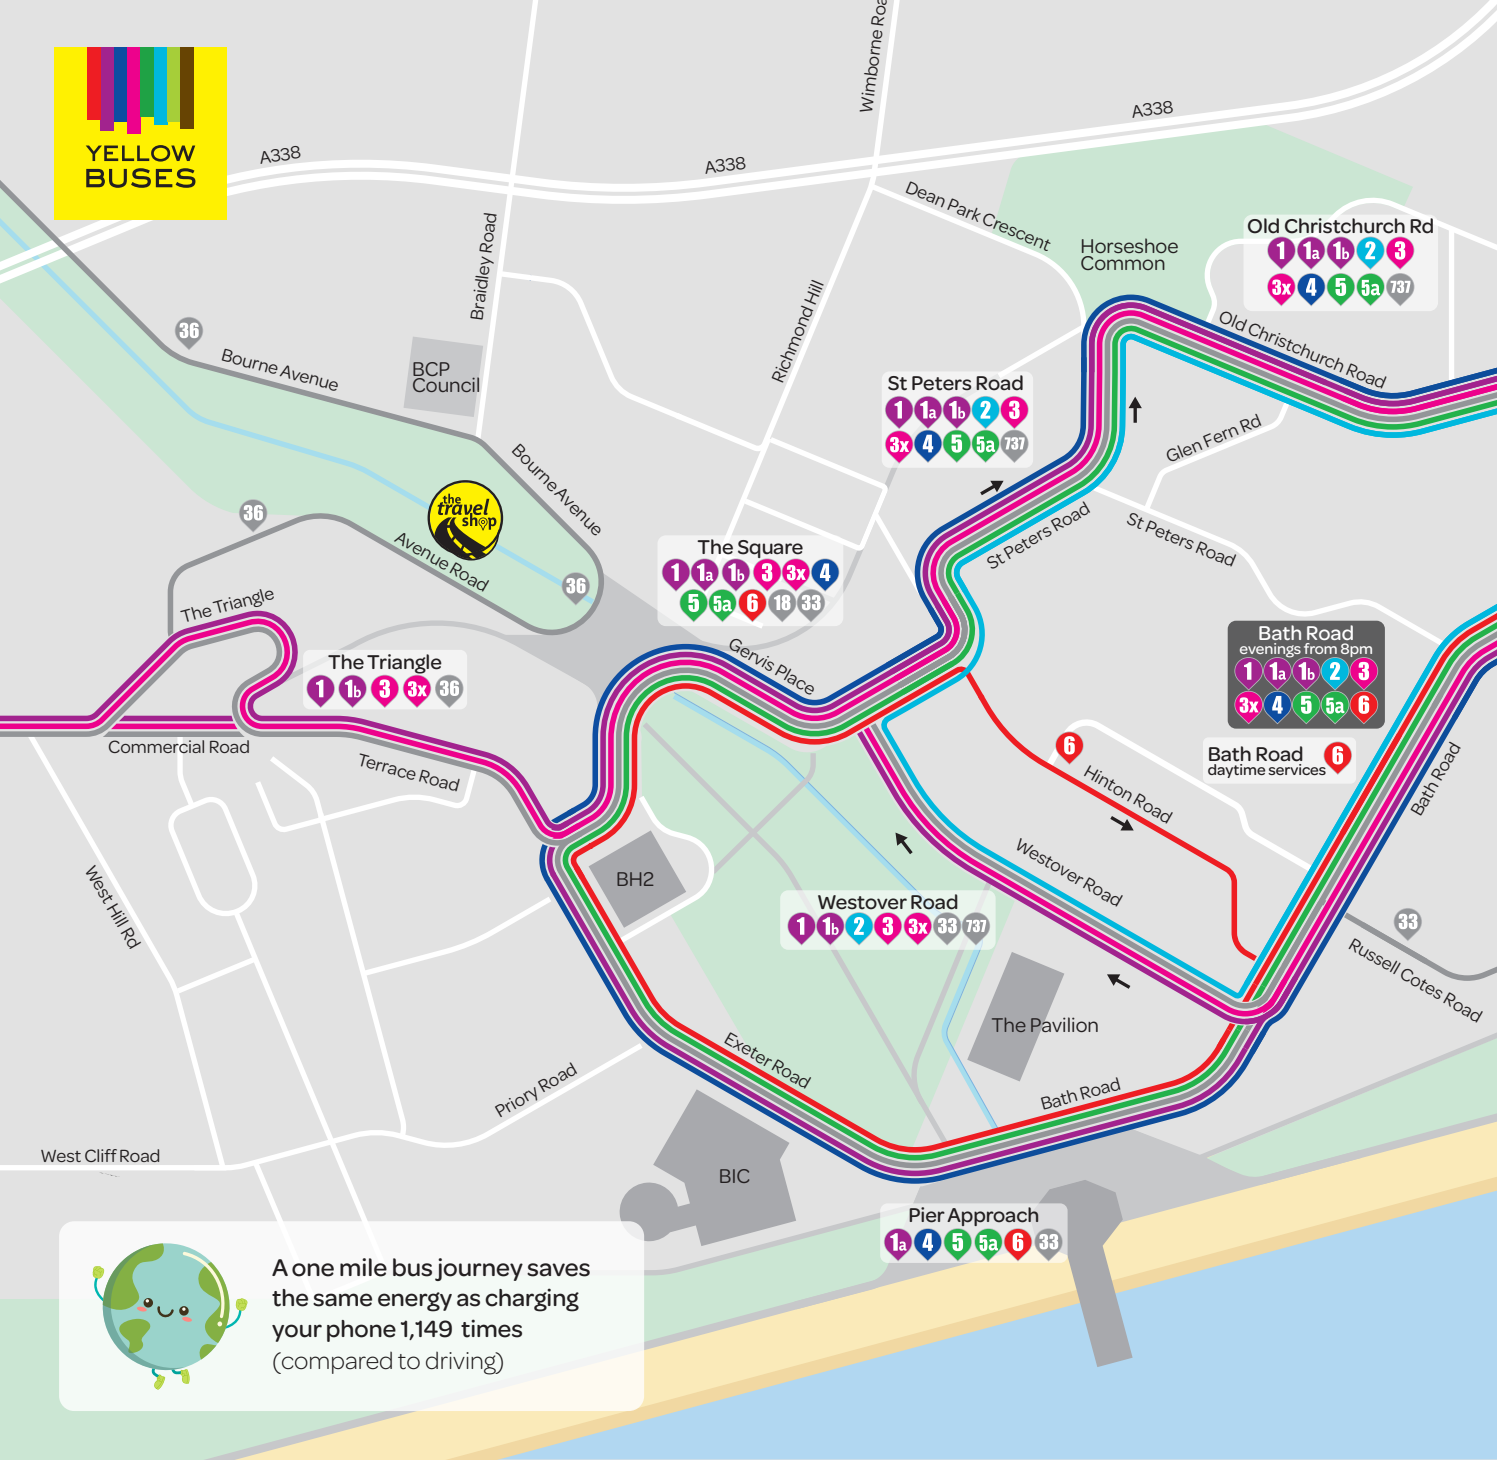 YELLOW
BUSES
A338
A338
A338
Wimborne Roa
Braidley Road
Dean Park Crescent
Horseshoe
Common
Old Christchurch Rd
1 1a 1b 2 3
3x 4 5 5a 737
Old Christchurch Road
Richmond Hill
36
Bourne Avenue
BCP
Council
Bourne Avenue
St Peters Road
1 1a 1b 2 3
3x 4 5 5a 737
Glen Fern Rd
St Peters Road
St Peters Road
36
the
travel
shop
Avenue Road
36
The Square
1 1a 1b 3 3x 4
5 5a 6 18 33
Gervis Place
The Triangle
The Triangle
1 1b 3 3x 36
Commercial Road
Terrace Road
Bath Road
evenings from 8pm
1 1a 1b 2 3
3x 4 5 5a 6
Bath Road
daytime services 6
Bath Road
6
Hinton Road
Westover Road
West Hill Rd
BH2
Westover Road
1 1b 2 3 3x 33 737
33
Russell Cotes Road
The Pavilion
Exeter Road
Bath Road
Priory Road
West Cliff Road
BIC
Pier Approach
1a 4 5 5a 6 33
A one mile bus journey saves
the same energy as charging
your phone 1,149 times
(compared to driving)